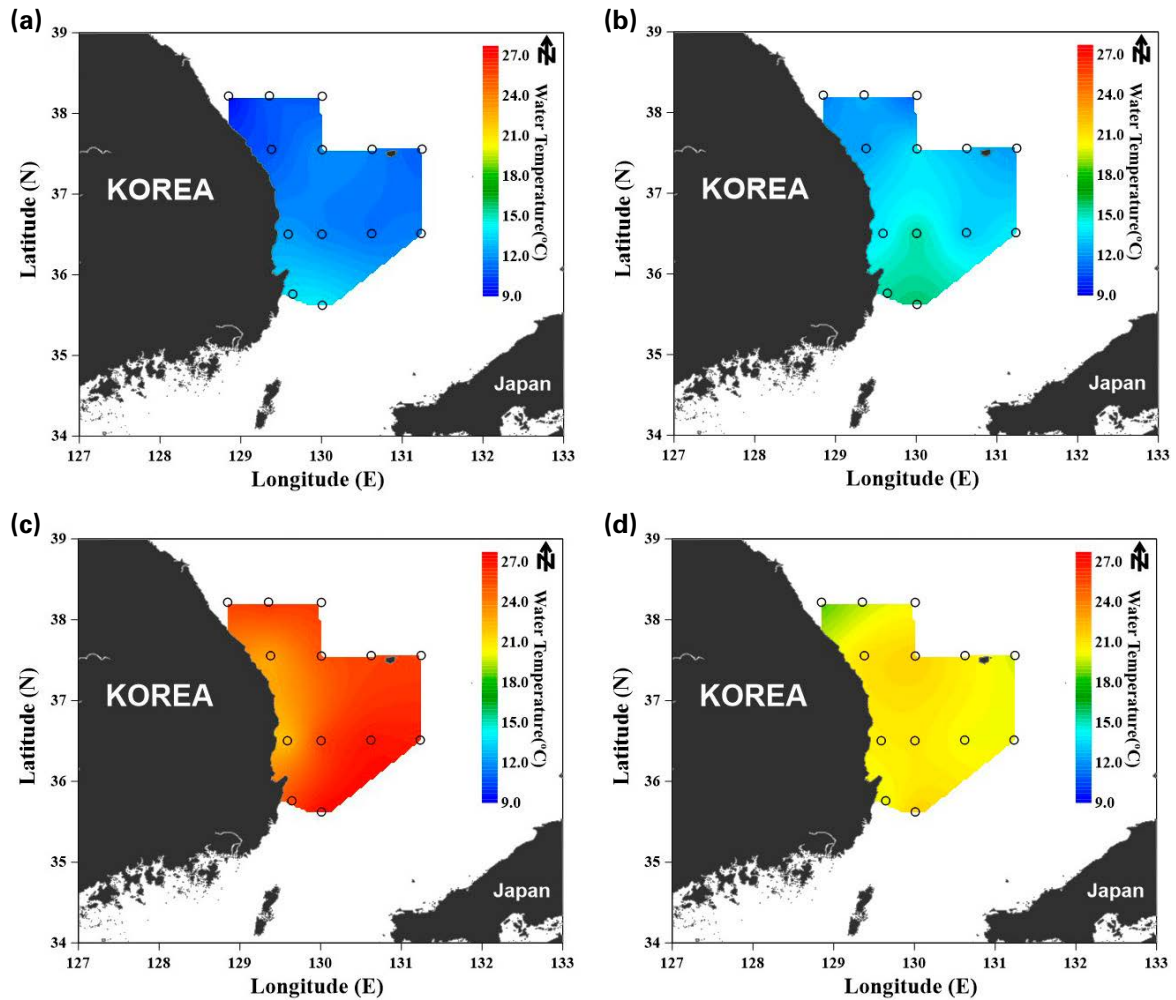 (a)
39
38
37
36
35
34
Latitude (N)
127 128 129 130 131 132 133
Longitude (E)
KOREA
Japan
N
27.0
24.0
21.0
18.0
15.0
12.0
9.0
Water Temperature(°C)
(b)
39
38
37
36
35
34
Latitude (N)
127 128 129 130 131 132 133
Longitude (E)
KOREA
Japan
N
27.0
24.0
21.0
18.0
15.0
12.0
9.0
Water Temperature(°C)
(c)
39
38
37
36
35
34
Latitude (N)
127 128 129 130 131 132 133
Longitude (E)
KOREA
Japan
N
27.0
24.0
21.0
18.0
15.0
12.0
9.0
Water Temperature(°C)
(d)
39
38
37
36
35
34
Latitude (N)
127 128 129 130 131 132 133
Longitude (E)
KOREA
Japan
N
27.0
24.0
21.0
18.0
15.0
12.0
9.0
Water Temperature(°C)